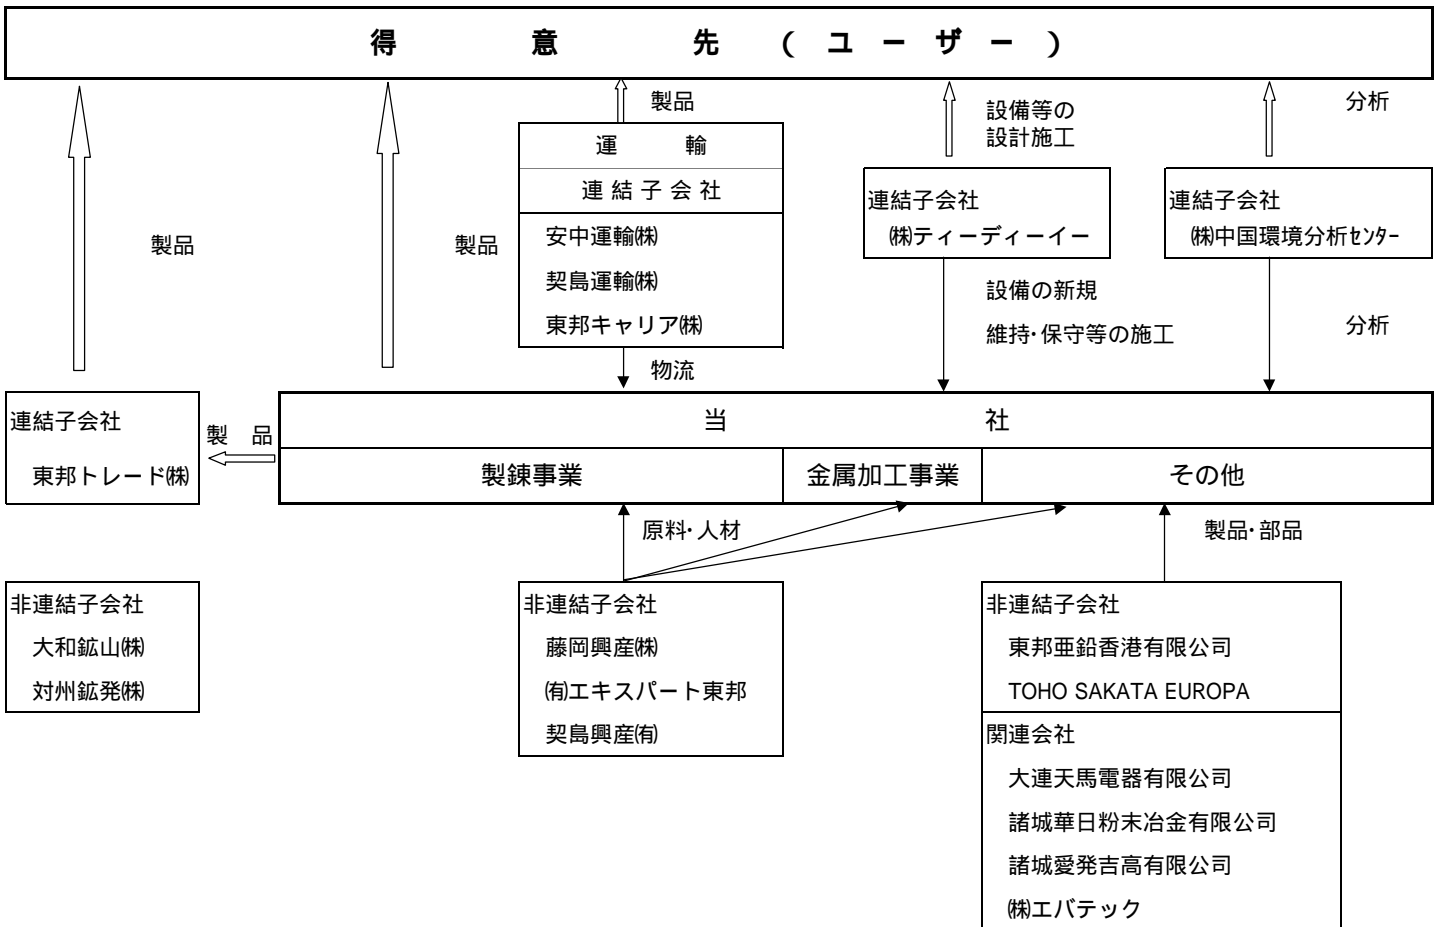 得意先(ユーザー)
製品
設備等の
設計施工
分析
運輸
連結子会社
安中運輸㈱
契島運輸㈱
東邦キャリア㈱
連結子会社
㈱ティーディーイー
連結子会社
㈱中国環境分析ｾﾝﾀｰ
製品
製品
設備の新規
維持･保守等の施工
分析
物流
連結子会社
東邦トレード㈱
製品
当社
製錬事業
金属加工事業
その他
原料･人材
製品･部品
非連結子会社
大和鉱山㈱
対州鉱発㈱
非連結子会社
藤岡興産㈱
㈲エキスパート東邦
契島興産㈲
非連結子会社
東邦亜鉛香港有限公司
TOHO SAKATA EUROPA
関連会社
大連天馬電器有限公司
諸城華日粉末冶金有限公司
諸城愛発吉高有限公司
㈱エバテック